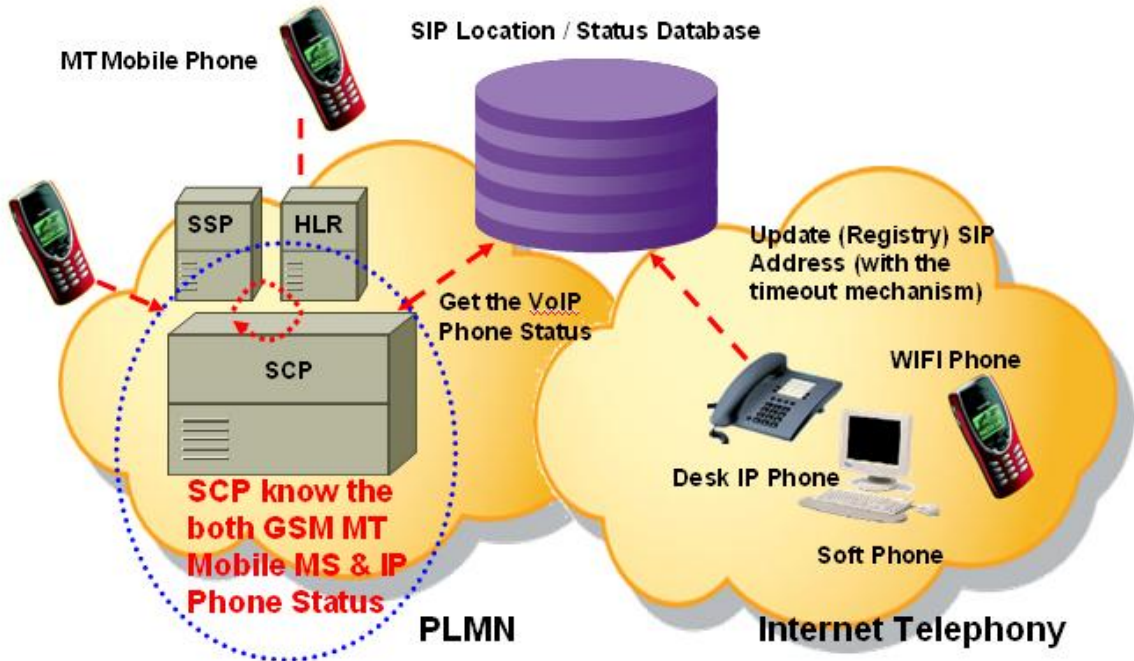 SIP Location / Status Database
MT Mobile Phone
SSP
HLR
Update (Registry) SIP
Address (with the
timeout mechanism)
Get the VoIP
Phone Status
SCP
WIFI Phone
Desk IP Phone
SCP know the
both GSM MT
Mobile MS & IP
Phone Status
Soft Phone
PLMN
Internet Telephony